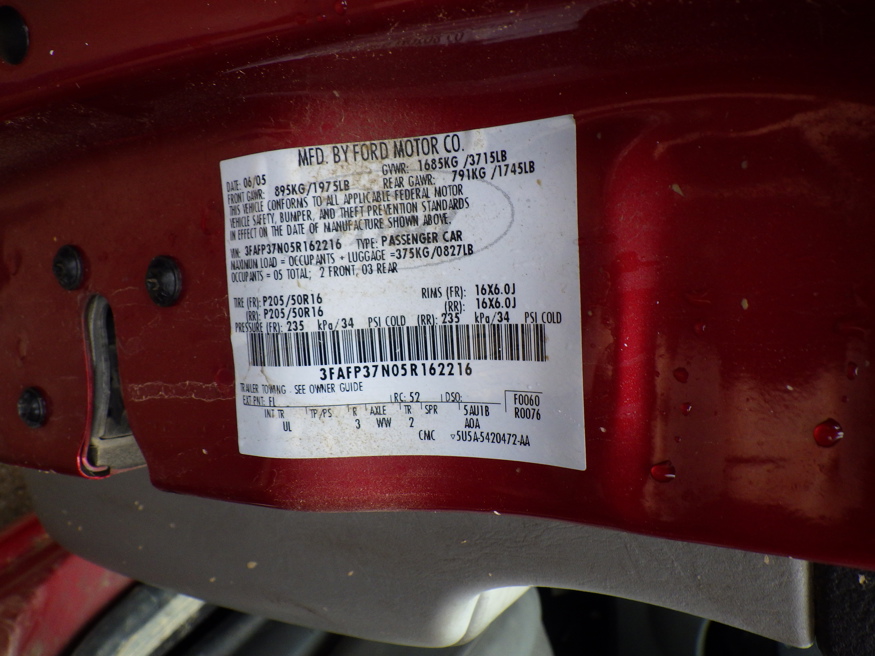 MFD. BY FORD MOTOR CO.
DATE: 06/05 GVWR: 1685KG /3715LB
FRONT GAWR: 895KG/1975LB REAR GAWR: 791KG /1745LB
THIS VEHICLE CONFORMS TO ALL APPLICABLE FEDERAL MOTOR
VEHICLE SAFETY, BUMPER, AND THEFT PREVENTION STANDARDS
IN EFFECT ON THE DATE OF MANUFACTURE SHOWN ABOVE.
VIN: 3FAFP37N05R162216 TYPE: PASSENGER CAR
MAXIMUM LOAD = OCCUPANTS + LUGGAGE =375KG/0827LB
OCCUPANTS = 05 TOTAL; 2 FRONT, 03 REAR
TIRE (FR): P205/50R16 RIMS (FR): 16X6.0J
(RR): P205/50R16 (RR): 16X6.0J
PRESSURE (FR): 235 kPa/34 PSI COLD (RR): 235 kPa/34 PSI COLD
3FAFP37N05R162216
TRAILER TOWING SEE OWNER GUIDE
EXT PNT: FL RC: 52 DSO: F0060
INT TR TP/PS R AXLE TR SPR 5AU1B R0076
UL 3 WW 2 A0A
CNC ▽5U5A-5420472-AA